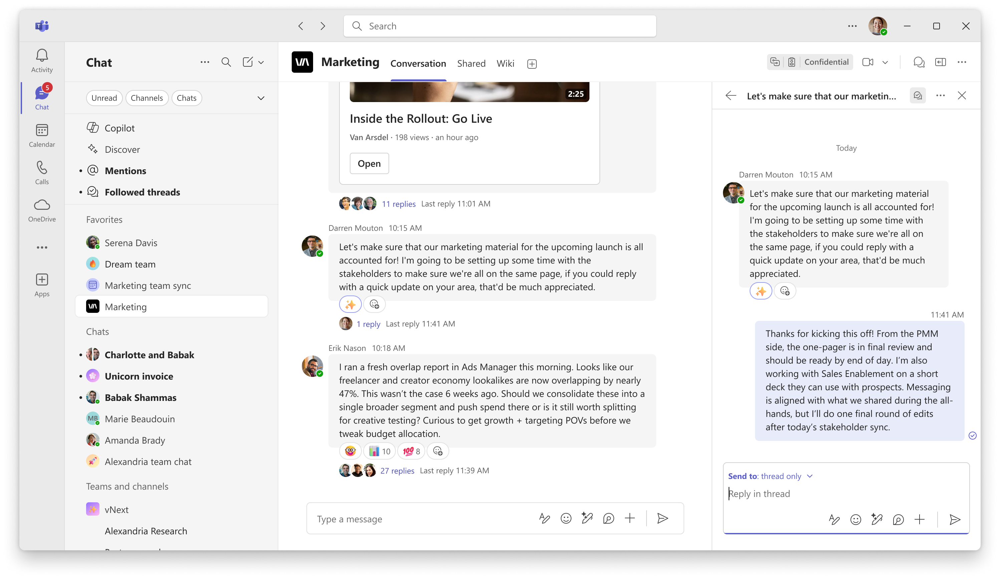 Search
Activity
5
Chat
Calendar
Calls
OneDrive
Apps
Chat
Unread
Channels
Chats
Copilot
Discover
Mentions
Followed threads
Favorites
Serena Davis
Dream team
Marketing team sync
VA Marketing
Chats
Charlotte and Babak
Unicorn invoice
Babak Shammas
MB Marie Beaudouin
Amanda Brady
Alexandria team chat
Teams and channels
vNext
Alexandria Research
VA Marketing
Conversation
Shared
Wiki
Confidential
2:25
Inside the Rollout: Go Live
Van Arsdel · 198 views · an hour ago
Open
11 replies Last reply 11:01 AM
Darren Mouton 10:15 AM
Let's make sure that our marketing material for the upcoming launch is all
accounted for! I'm going to be setting up some time with the
stakeholders to make sure we're all on the same page, if you could reply
with a quick update on your area, that'd be much appreciated.
1 reply Last reply 11:41 AM
Erik Nason 10:18 AM
I ran a fresh overlap report in Ads Manager this morning. Looks like our
freelancer and creator economy lookalikes are now overlapping by nearly
47%. This wasn’t the case 6 weeks ago. Should we consolidate these into a
single broader segment and push spend there or is it still worth splitting
for creative testing? Curious to get growth + targeting POVs before we
tweak budget allocation.
10
100 8
27 replies Last reply 11:39 AM
Type a message
Let's make sure that our marketin...
Today
Darren Mouton 10:15 AM
Let's make sure that our marketing material
for the upcoming launch is all accounted for!
I'm going to be setting up some time with
the stakeholders to make sure we're all on
the same page, if you could reply with a
quick update on your area, that'd be much
appreciated.
11:41 AM
Thanks for kicking this off! From the PMM
side, the one-pager is in final review and
should be ready by end of day. I’m also
working with Sales Enablement on a short
deck they can use with prospects. Messaging
is aligned with what we shared during the all-
hands, but I’ll do one final round of edits
after today’s stakeholder sync.
Send to: thread only
Reply in thread